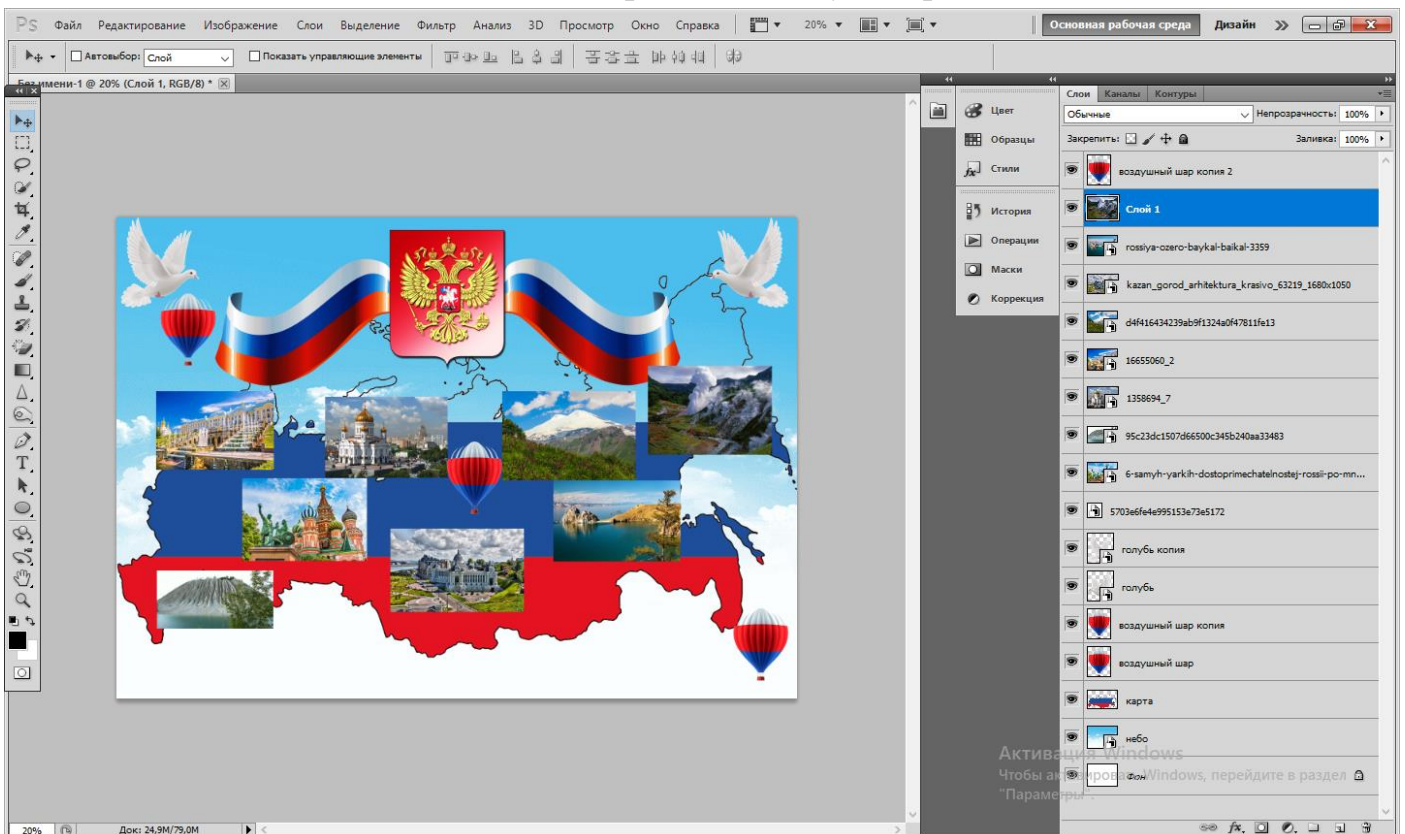 Ps Файл Редактирование Изображение Слои Выделение Фильтр Анализ 3D Просмотр Окно Справка 20% Основная рабочая среда Дизайн
Автовыбор: Слой Показать управляющие элементы
Без имени-1 @ 20% (Слой 1, RGB/8) *
Цвет
Образцы
Стили
История
Операции
Маски
Коррекция
Слои Каналы Контуры
Обычные Непрозрачность: 100%
Закрепить: Заливка: 100%
воздушный шар копия 2
Слой 1
rossiya-ozero-baykal-baikal-3359
kazan_gorod_arhitektura_krasivo_63219_1680x1050
d4f416434239ab9f1324a0f47811fe13
16655060_2
1358694_7
95c23dc1507d66500c345b240aa33483
6-samyh-yarkih-dostoprimechatelnostej-rossii-po-mn...
5703e6fe4e995153e73e5172
голубь копия
голубь
воздушный шар копия
воздушный шар
карта
небо
Фон
Активация Windows
Чтобы активировать Windows, перейдите в раздел
"Параметры".
20% Док: 24,9M/79,0M